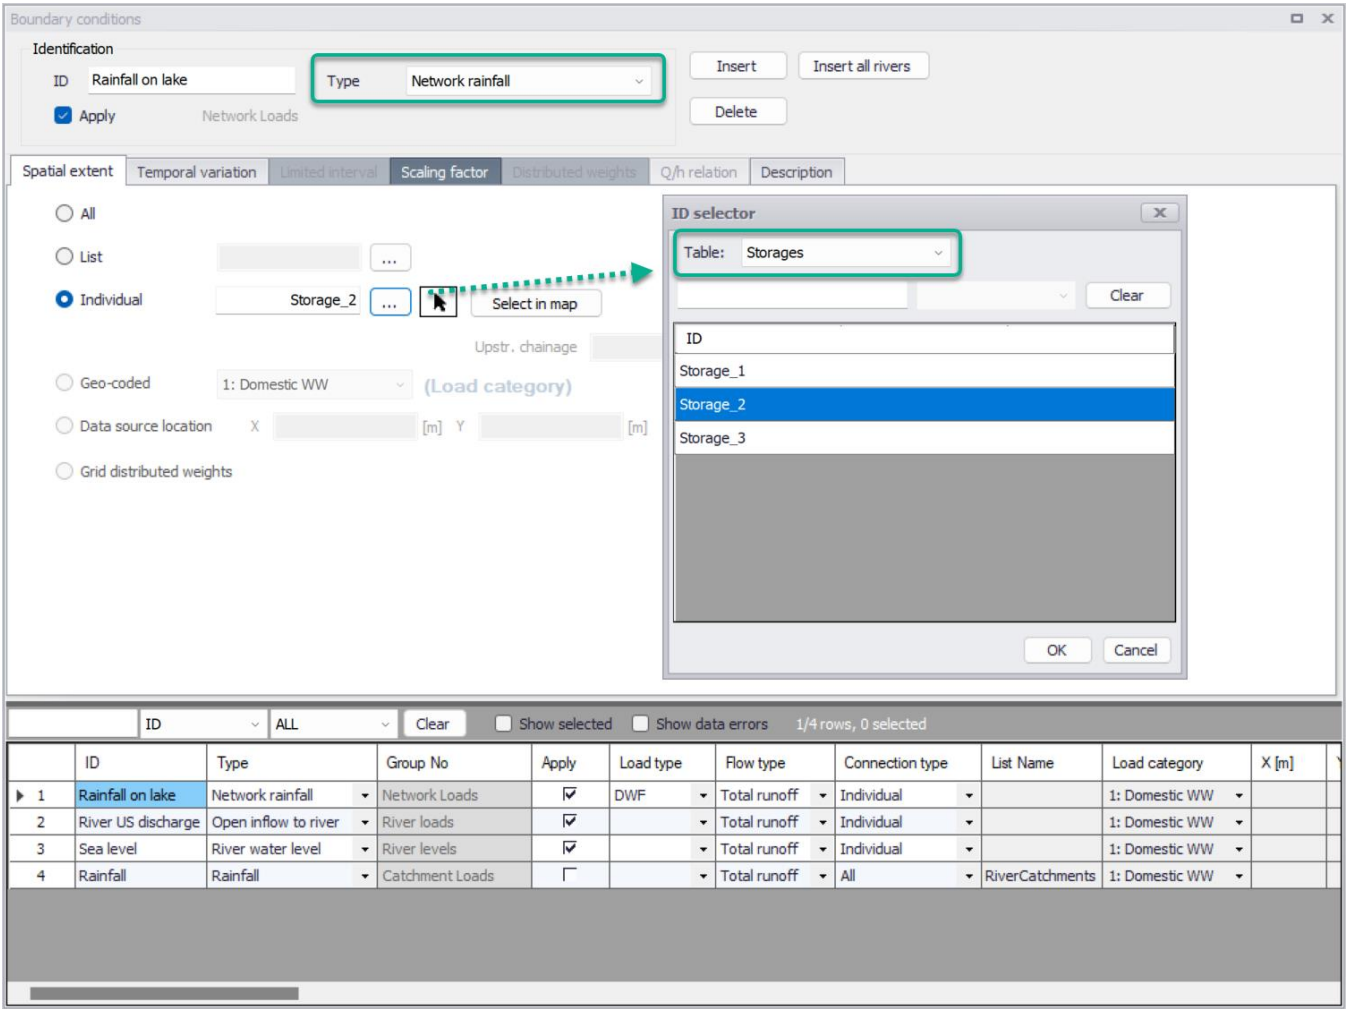 Boundary conditions
Identification
ID Rainfall on lake Type Network rainfall Insert Insert all rivers
Apply Network Loads Delete
Spatial extent Temporal variation Limited interval Scaling factor Distributed weights Q/h relation Description
All
List ...
Individual Storage_2 ... Select in map
Upstr. chainage
Geo-coded 1: Domestic WW (Load category)
Data source location X [m] Y [m]
Grid distributed weights
ID selector
Table: Storages
Clear
ID
Storage_1
Storage_2
Storage_3
OK Cancel
ID ALL Clear Show selected Show data errors 1/4 rows, 0 selected
ID Type Group No Apply Load type Flow type Connection type List Name Load category X [m] Y
1 Rainfall on lake Network rainfall Network Loads DWF Total runoff Individual 1: Domestic WW
2 River US discharge Open inflow to river River loads Total runoff Individual 1: Domestic WW
3 Sea level River water level River levels Total runoff Individual 1: Domestic WW
4 Rainfall Rainfall Catchment Loads Total runoff All RiverCatchments 1: Domestic WW